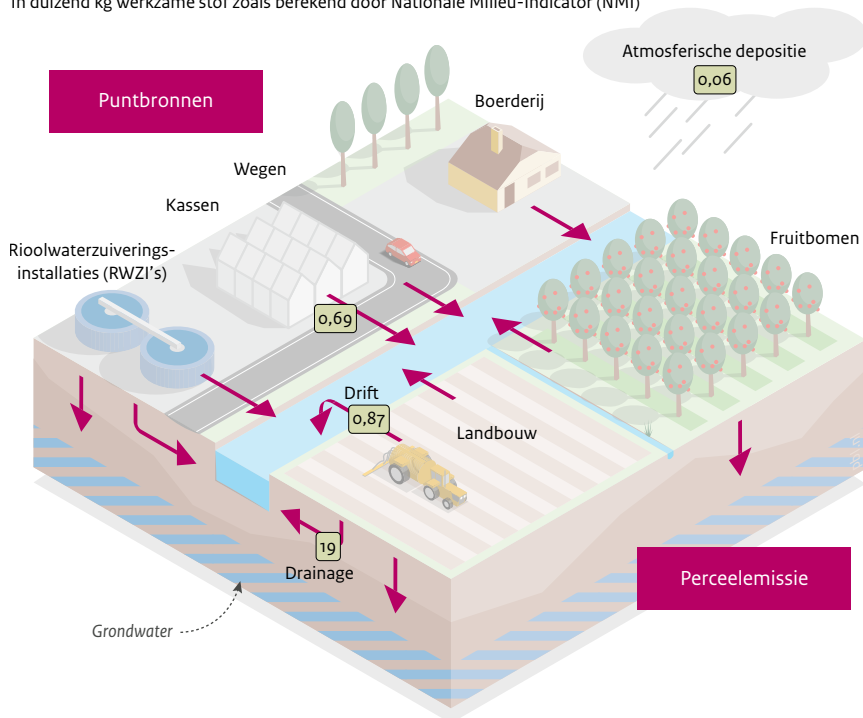 in duizend kg werkzame stof zoals berekend door Nationale Milieu-Indicator (NMI)
Atmosferische depositie
0,06
Puntbronnen
Boerderij
Wegen
Kassen
Rioolwaterzuiverings-
installaties (RWZI's)
Fruitbomen
0,69
Drift
0,87
Landbouw
19
Drainage
Perceelemissie
Grondwater